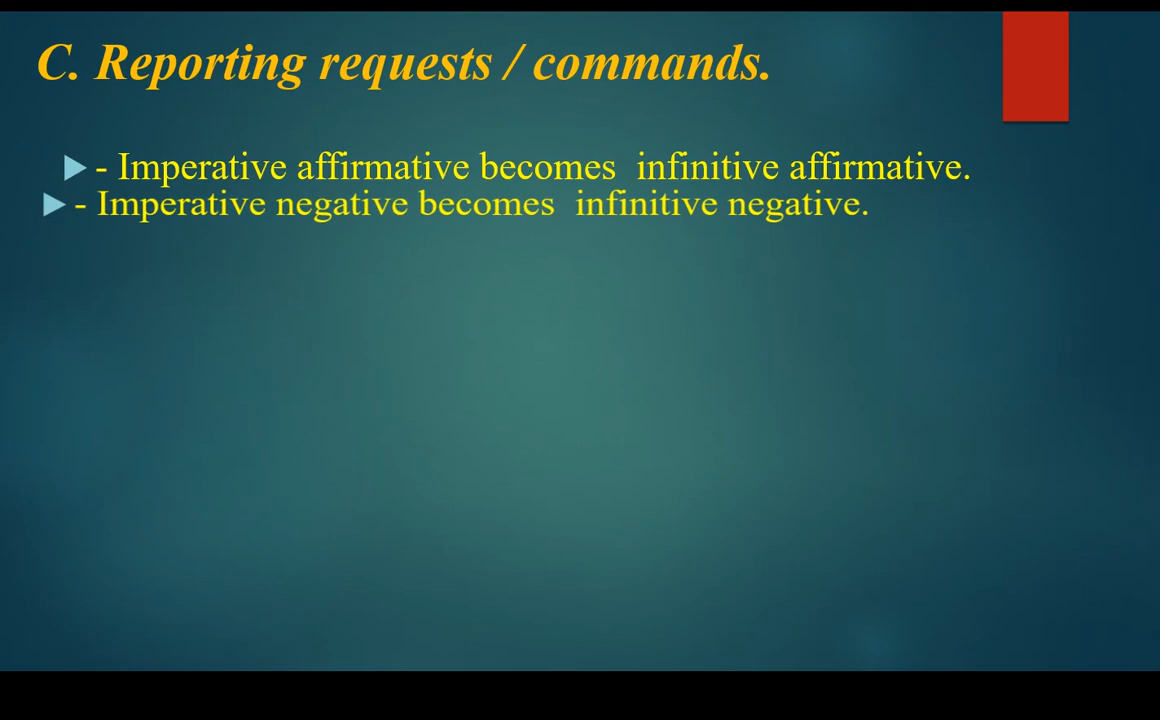 C. Reporting requests / commands.
- Imperative affirmative becomes infinitive affirmative.
- Imperative negative becomes infinitive negative.